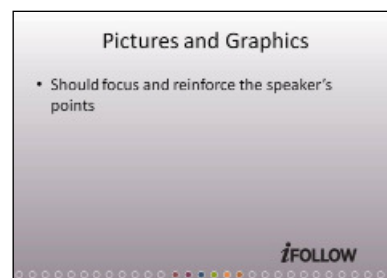 Pictures and Graphics
• Should focus and reinforce the speaker's
points
iFOLLOW